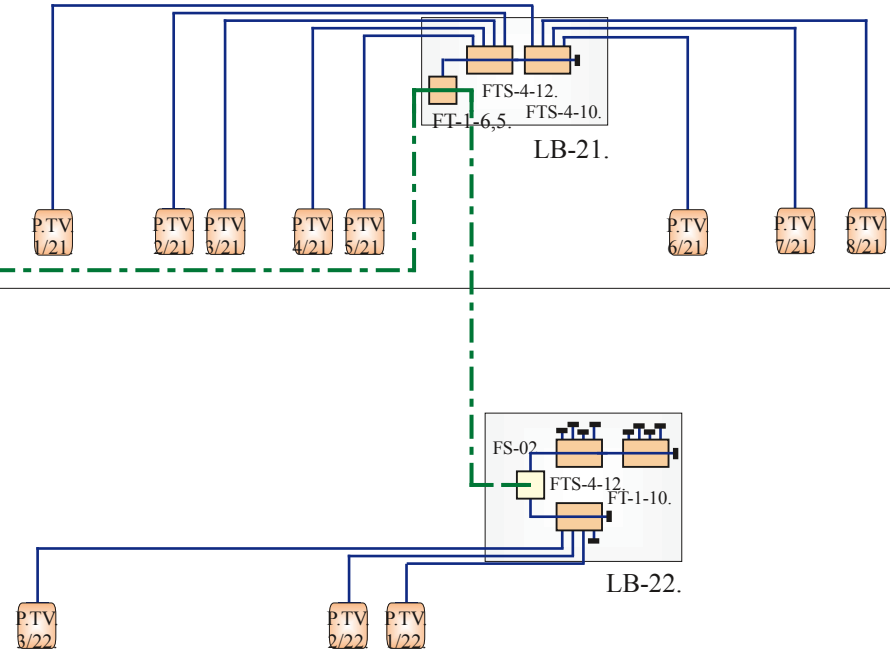 FTS-4-12.
FTS-4-10.
FT-1-6,5.
LB-21.
P.TV.
1/21.
P.TV.
2/21.
P.TV.
3/21.
P.TV.
4/21.
P.TV.
5/21.
P.TV.
6/21.
P.TV.
7/21.
P.TV.
8/21.
FS-02
FTS-4-12.
FT-1-10.
LB-22.
P.TV.
3/22.
P.TV.
2/22.
P.TV.
1/22.